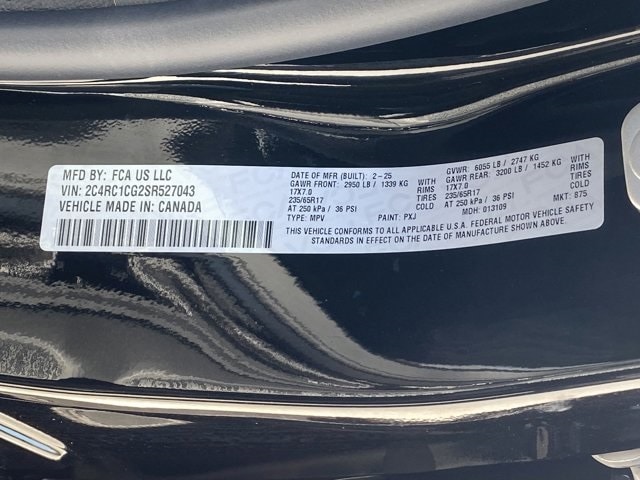 MFD BY: FCA US LLC
VIN: 2C4RC1CG2SR527043
VEHICLE MADE IN: CANADA
DATE OF MFR (BUILT): 2-25 GVWR: 6055 LB / 2747 KG
GAWR FRONT: 2950 LB / 1339 KG WITH GAWR REAR: 3200 LB / 1452 KG WITH
17X7.0 RIMS 17X7.0 RIMS
235/65R17 TIRES 235/65R17 TIRES
AT 250 kPa / 36 PSI COLD AT 250 kPa / 36 PSI COLD
TYPE: MPV PAINT: PXJ MDH: 013109 MKT: B75
THIS VEHICLE CONFORMS TO ALL APPLICABLE U.S.A. FEDERAL MOTOR VEHICLE SAFETY
STANDARDS IN EFFECT ON THE DATE OF MANUFACTURE SHOWN ABOVE.